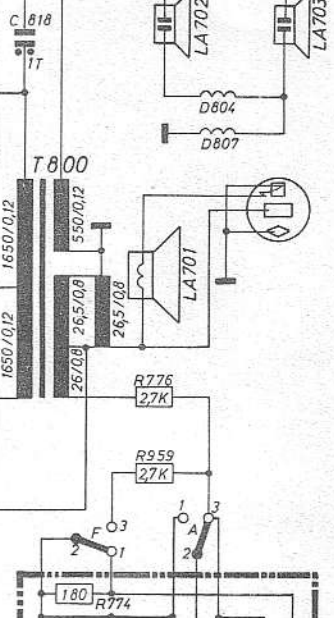 C 818
1T
LA702
LA703
D804
D807
T800
1650/0,12
550/0,12
LA701
1650/0,12
26,5/0,8
26,5/0,8
26/0,8
R776
2,7K
R959
2,7K
1 A 3
2
F 3
2 1
180
R774